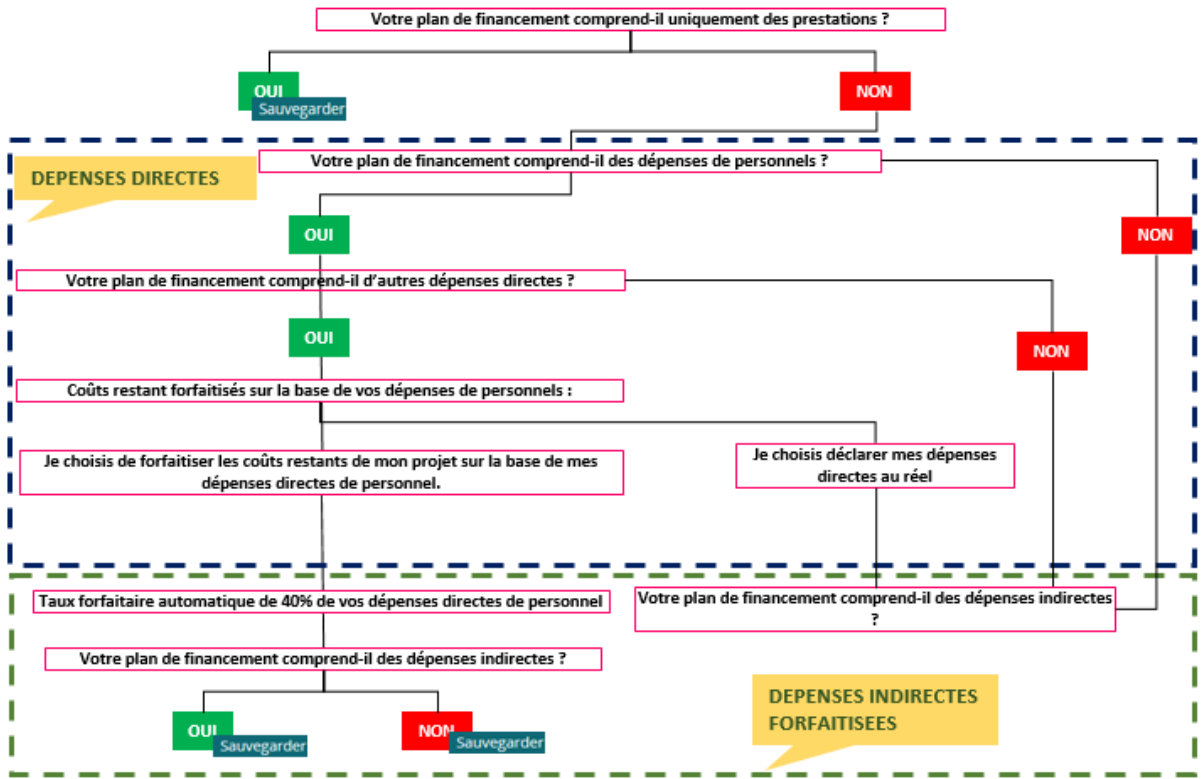 Votre plan de financement comprend-il uniquement des prestations ?
OUI
Sauvegarder
NON
DEPENSES DIRECTES
Votre plan de financement comprend-il des dépenses de personnels ?
OUI
NON
Votre plan de financement comprend-il d'autres dépenses directes ?
OUI
NON
Coûts restant forfaitisés sur la base de vos dépenses de personnels :
Je choisis de forfaitiser les coûts restants de mon projet sur la base de mes
dépenses directes de personnel.
Je choisis déclarer mes dépenses
directes au réel
Taux forfaitaire automatique de 40% de vos dépenses directes de personnel
Votre plan de financement comprend-il des dépenses indirectes
?
Votre plan de financement comprend-il des dépenses indirectes ?
OUI
Sauvegarder
NON
Sauvegarder
DEPENSES INDIRECTES
FORFAITISEES